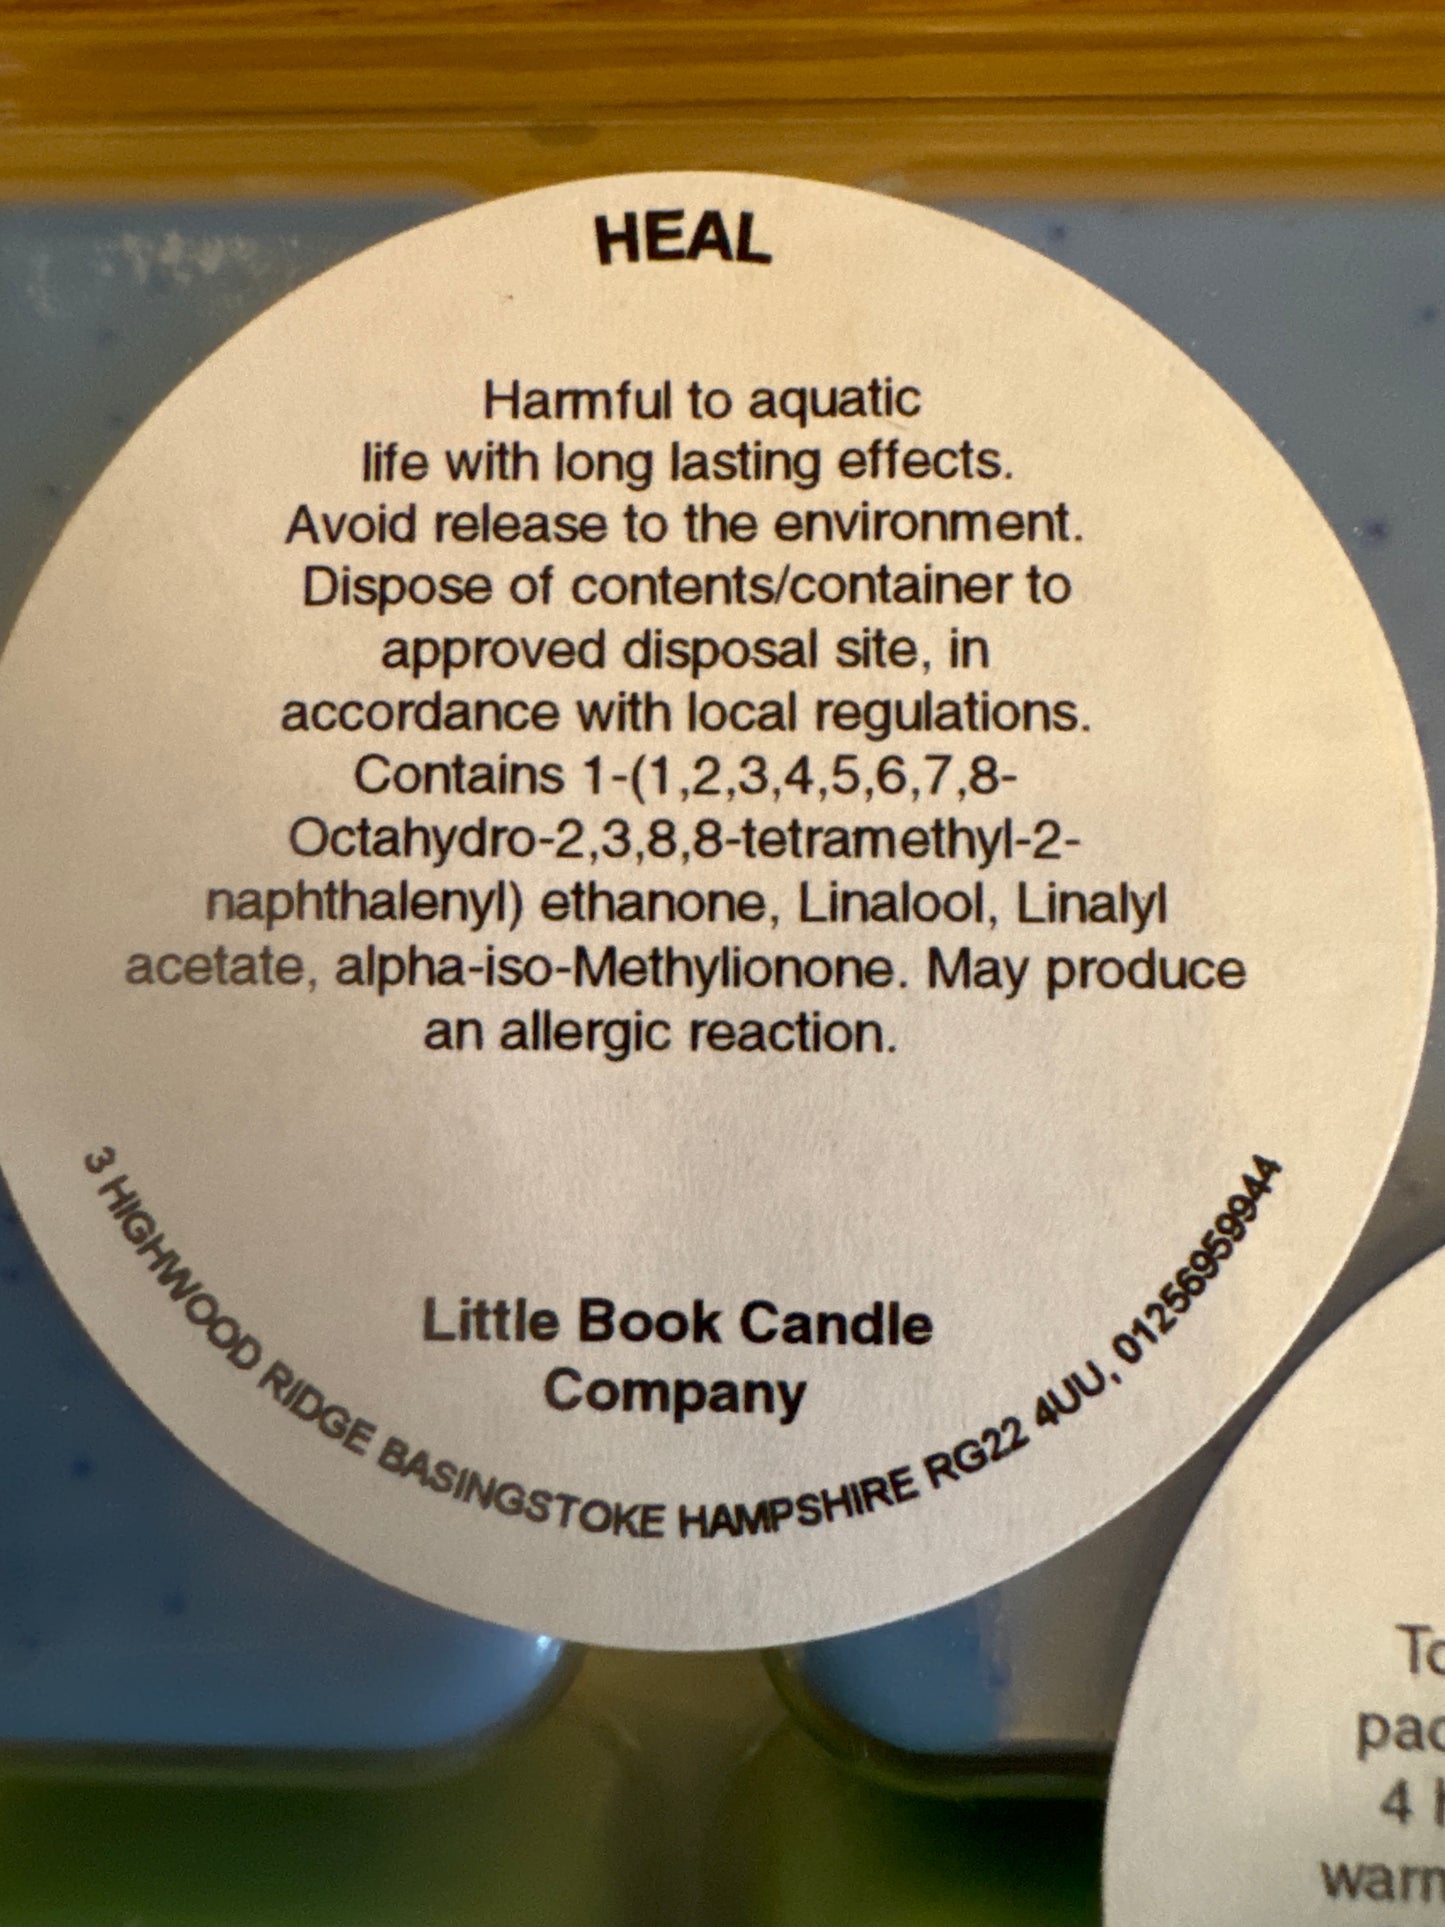 HEAL
Harmful to aquatic
life with long lasting effects.
Avoid release to the environment.
Dispose of contents/container to
approved disposal site, in
accordance with local regulations.
Contains 1-(1,2,3,4,5,6,7,8-
Octahydro-2,3,8,8-tetramethyl-2-
naphthalenyl) ethanone, Linalool, Linalyl
acetate, alpha-iso-Methylionone. May produce
an allergic reaction.
Little Book Candle
Company
3 HIGHWOOD RIDGE BASINGSTOKE HAMPSHIRE RG22 4UU, 01256959944
4